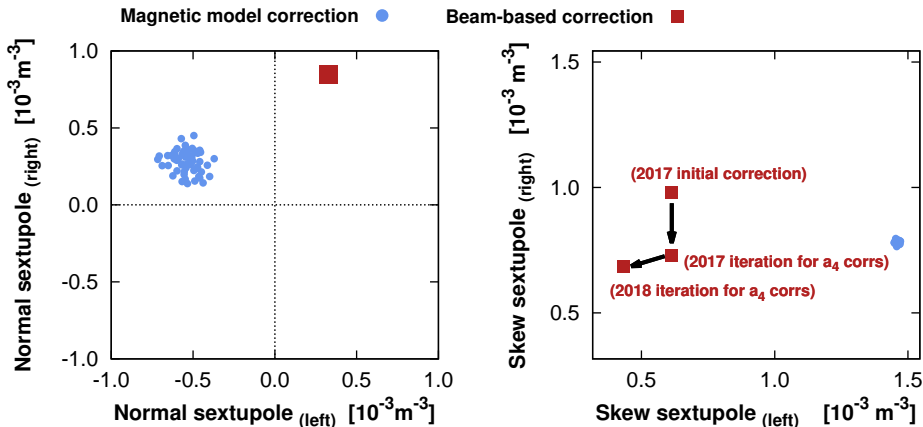 Magnetic model correction
Beam-based correction
Normal sextupole (right) [10⁻³ m⁻³]
1.0
0.5
0.0
-0.5
-1.0
-1.0
-0.5
0.0
0.5
1.0
Normal sextupole (left) [10⁻³ m⁻³]
Skew sextupole (right) [10⁻³ m⁻³]
1.5
1.0
0.5
(2017 initial correction)
(2017 iteration for a₄ corrs)
(2018 iteration for a₄ corrs)
0.5
1.0
1.5
Skew sextupole (left) [10⁻³ m⁻³]